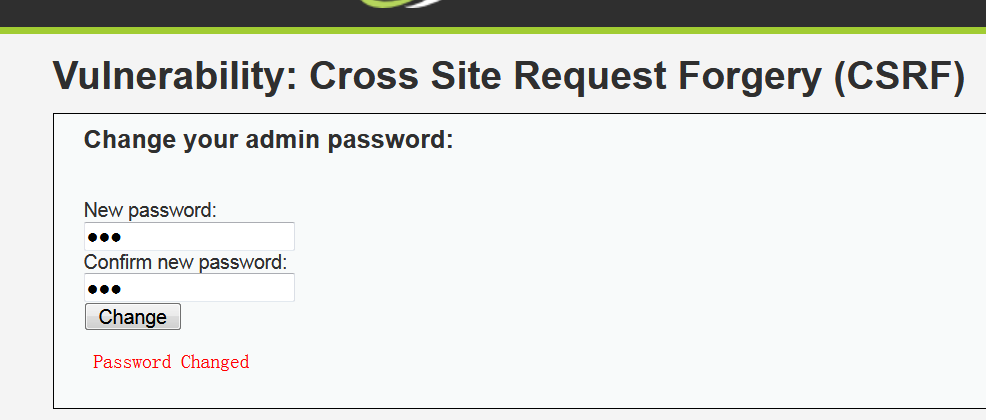 Vulnerability: Cross Site Request Forgery (CSRF)
Change your admin password:
New password:
●●●
Confirm new password:
●●●
Change
Password Changed